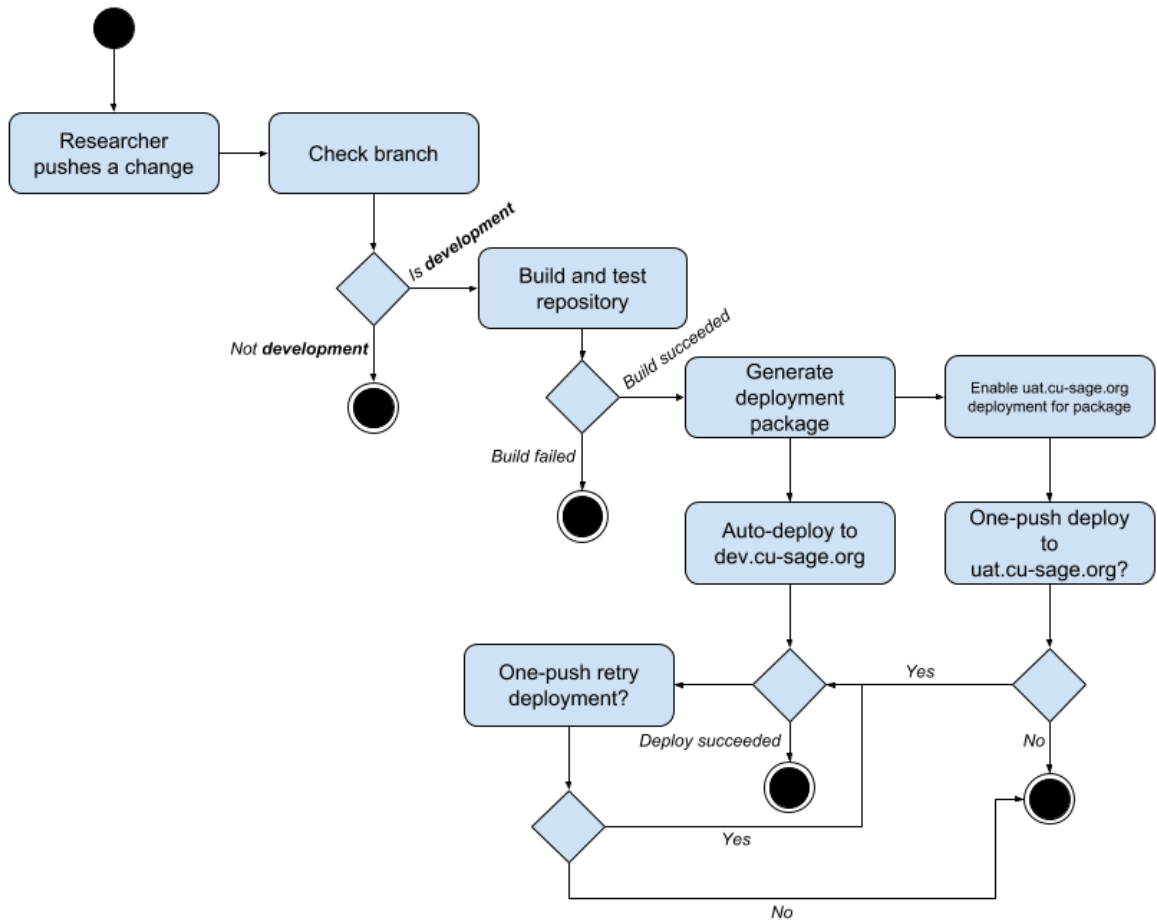 Researcher
pushes a change
Check branch
Is development
Not development
Build and test
repository
Build succeeded
Build failed
Generate
deployment
package
Enable uat.cu-sage.org
deployment for package
Auto-deploy to
dev.cu-sage.org
One-push deploy
to
uat.cu-sage.org?
One-push retry
deployment?
Yes
Deploy succeeded
No
Yes
No